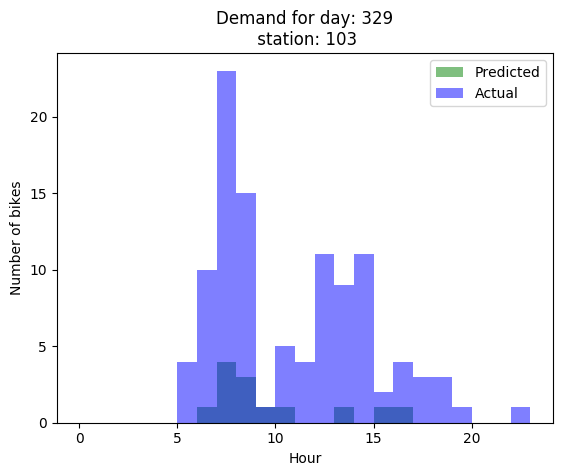 Demand for day: 329
station: 103
Predicted
Actual
Number of bikes
20
15
10
5
0
0
5
10
15
20
Hour